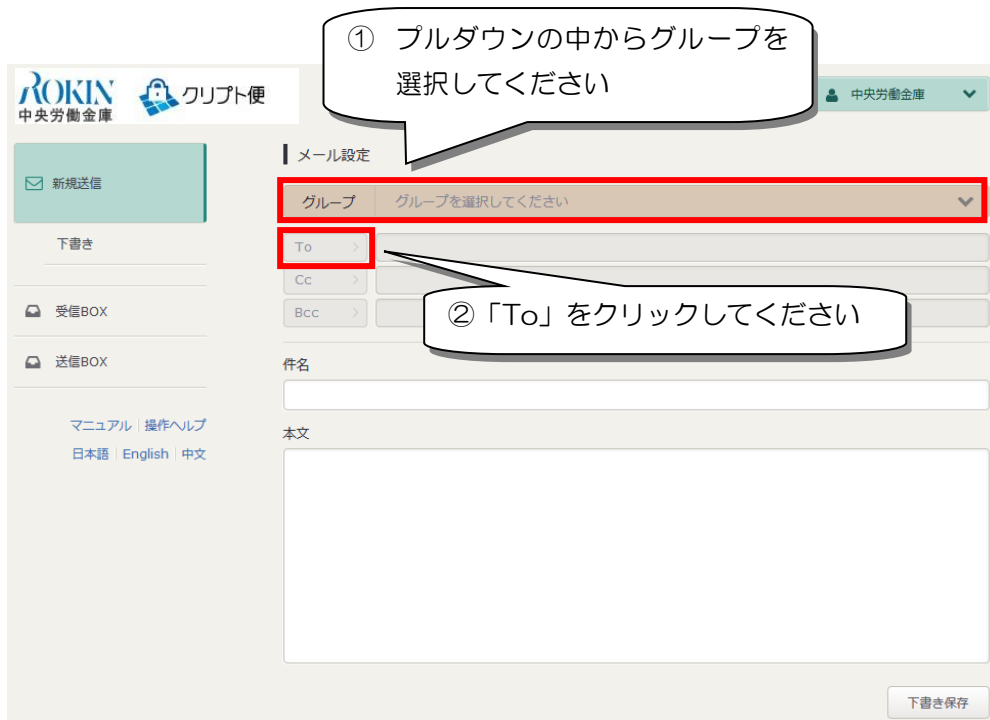 ① プルダウンの中からグループを
選択してください
ROKIN
中央労働金庫
クリプト便
中央労働金庫
新規送信
下書き
受信BOX
送信BOX
マニュアル 操作ヘルプ
日本語 English 中文
メール設定
グループ グループを選択してください
To
Cc
Bcc
②「To」をクリックしてください
件名
本文
下書き保存